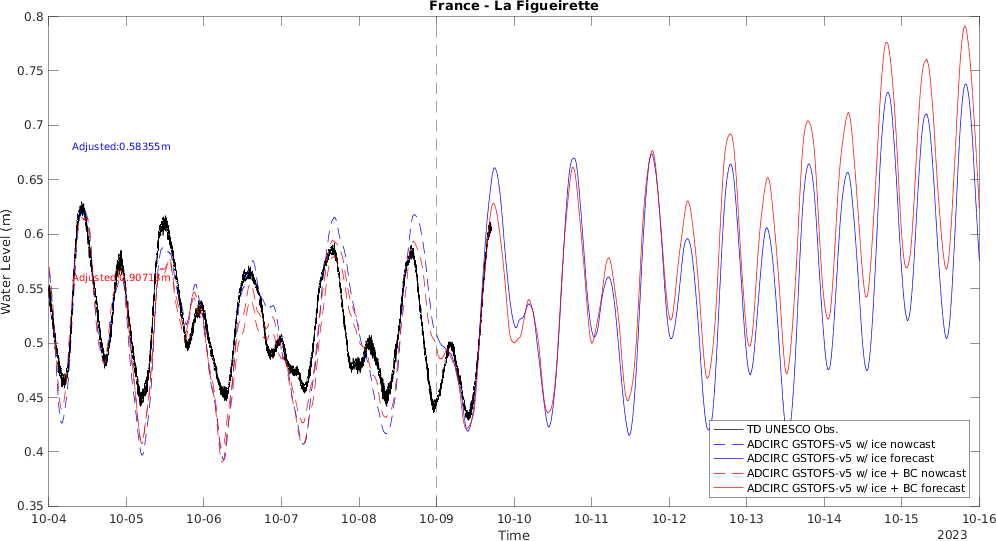 France - La Figueirette
0.8
0.75
0.7
0.65
0.6
0.55
0.5
0.45
0.4
0.35
Water Level (m)
Adjusted:0.58355m
TD UNESCO Obs.
ADCIRC GSTOFS-v5 w/ ice nowcast
ADCIRC GSTOFS-v5 w/ ice forecast
ADCIRC GSTOFS-v5 w/ ice + BC nowcast
ADCIRC GSTOFS-v5 w/ ice + BC forecast
10-04 10-05 10-06 10-07 10-08 10-09 10-10 10-11 10-12 10-13 10-14 10-15 10-16
Time
2023